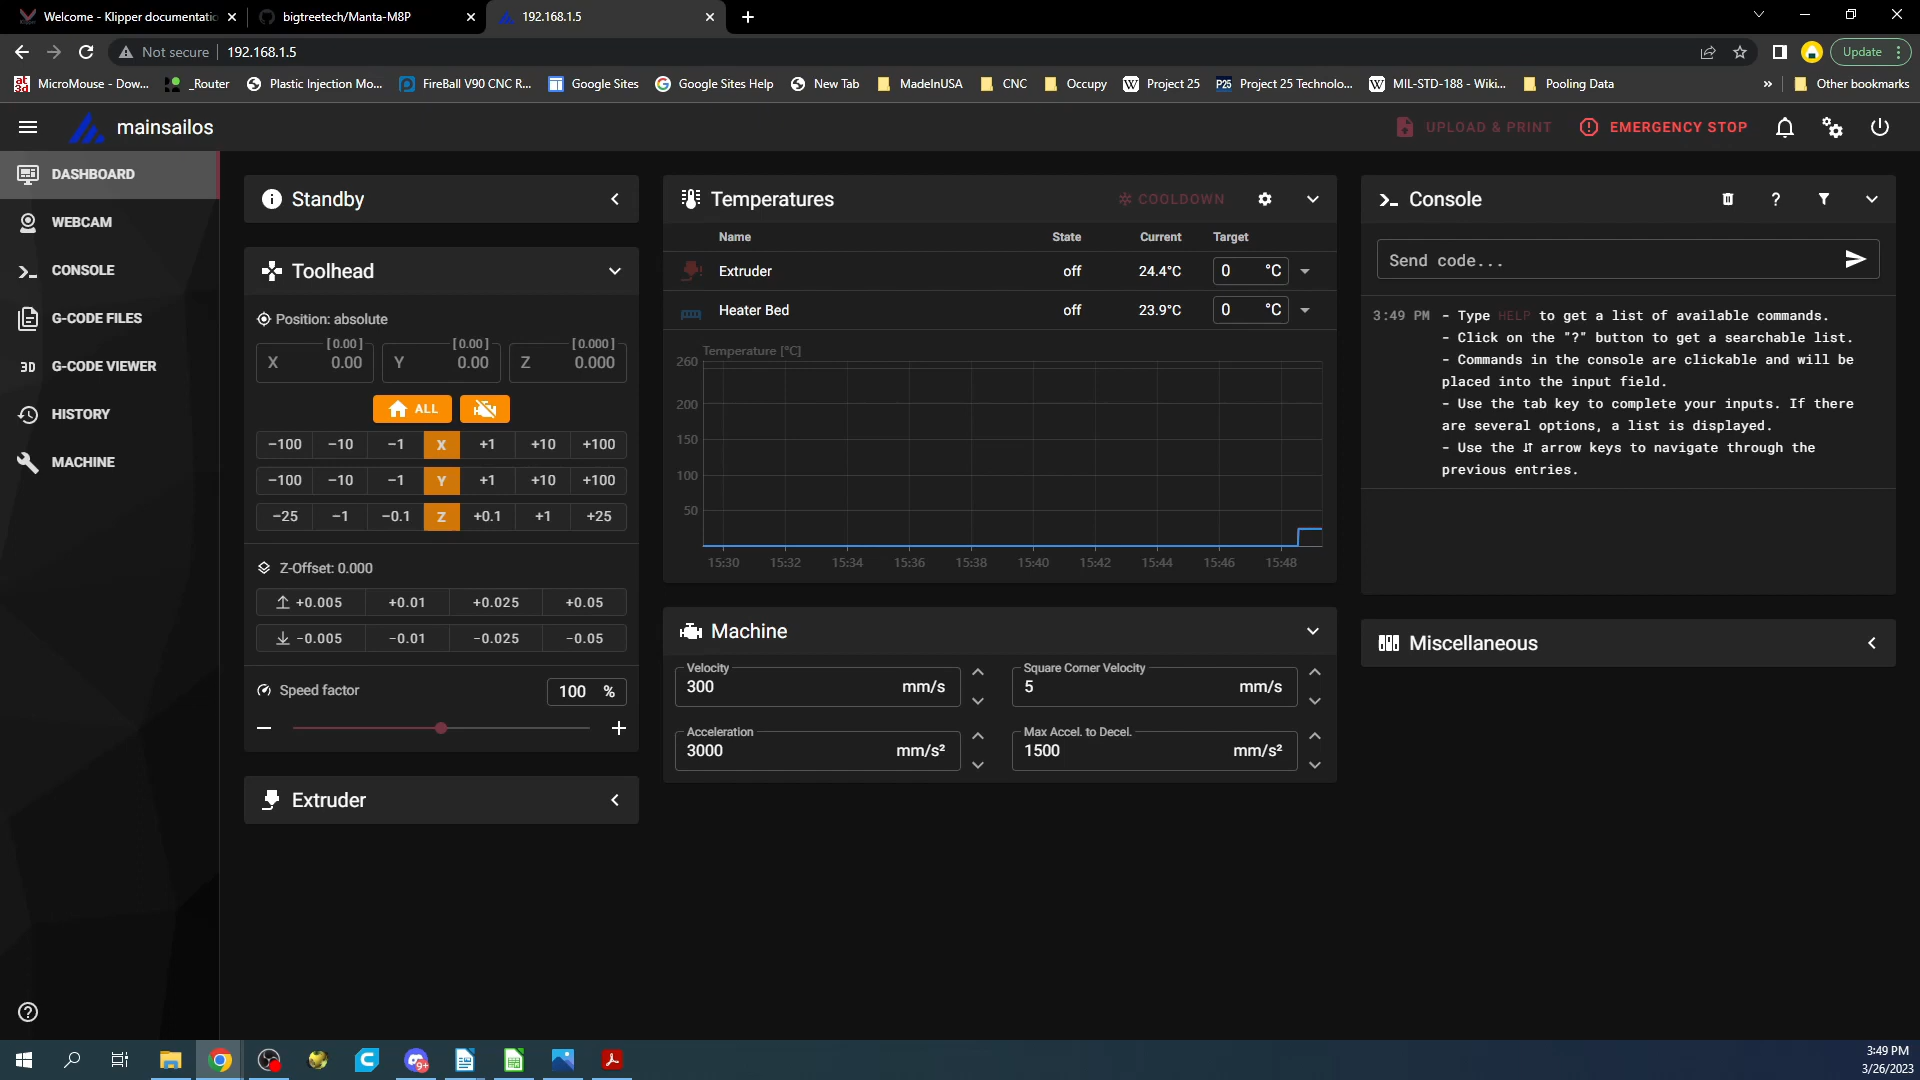 Welcome - Klipper documentatio
bigtreetech/Manta-M8P
192.168.1.5
Not secure
192.168.1.5
Update
MicroMouse - Dow...
_Router
Plastic Injection Mo...
FireBall V90 CNC R...
Google Sites
Google Sites Help
New Tab
MadeInUSA
CNC
Occupy
Project 25
P25 Project 25 Technolo...
MIL-STD-188 - Wiki...
Pooling Data
»
Other bookmarks
mainsailos
UPLOAD & PRINT
EMERGENCY STOP
DASHBOARD
WEBCAM
CONSOLE
G-CODE FILES
3D G-CODE VIEWER
HISTORY
MACHINE
Standby
Toolhead
Position: absolute
[ 0.00 ] [ 0.00 ] [ 0.000 ]
X 0.00 Y 0.00 Z 0.000
ALL
−100 −10 −1 X +1 +10 +100
−100 −10 −1 Y +1 +10 +100
−25 −1 −0.1 Z +0.1 +1 +25
Z-Offset: 0.000
+0.005 +0.01 +0.025 +0.05
−0.005 −0.01 −0.025 −0.05
Speed factor 100 %
Extruder
Temperatures
COOLDOWN
Name State Current Target
Extruder off 24.4°C 0 °C
Heater Bed off 23.9°C 0 °C
Temperature [°C]
260
200
150
100
50
15:30 15:32 15:34 15:36 15:38 15:40 15:42 15:44 15:46 15:48
Machine
Velocity
300 mm/s
Square Corner Velocity
5 mm/s
Acceleration
3000 mm/s²
Max Accel. to Decel.
1500 mm/s²
Console
Send code...
3:49 PM - Type HELP to get a list of available commands.
- Click on the "?" button to get a searchable list.
- Commands in the console are clickable and will be
placed into the input field.
- Use the tab key to complete your inputs. If there
are several options, a list is displayed.
- Use the ⇵ arrow keys to navigate through the
previous entries.
Miscellaneous
9+
3:49 PM
3/26/2023